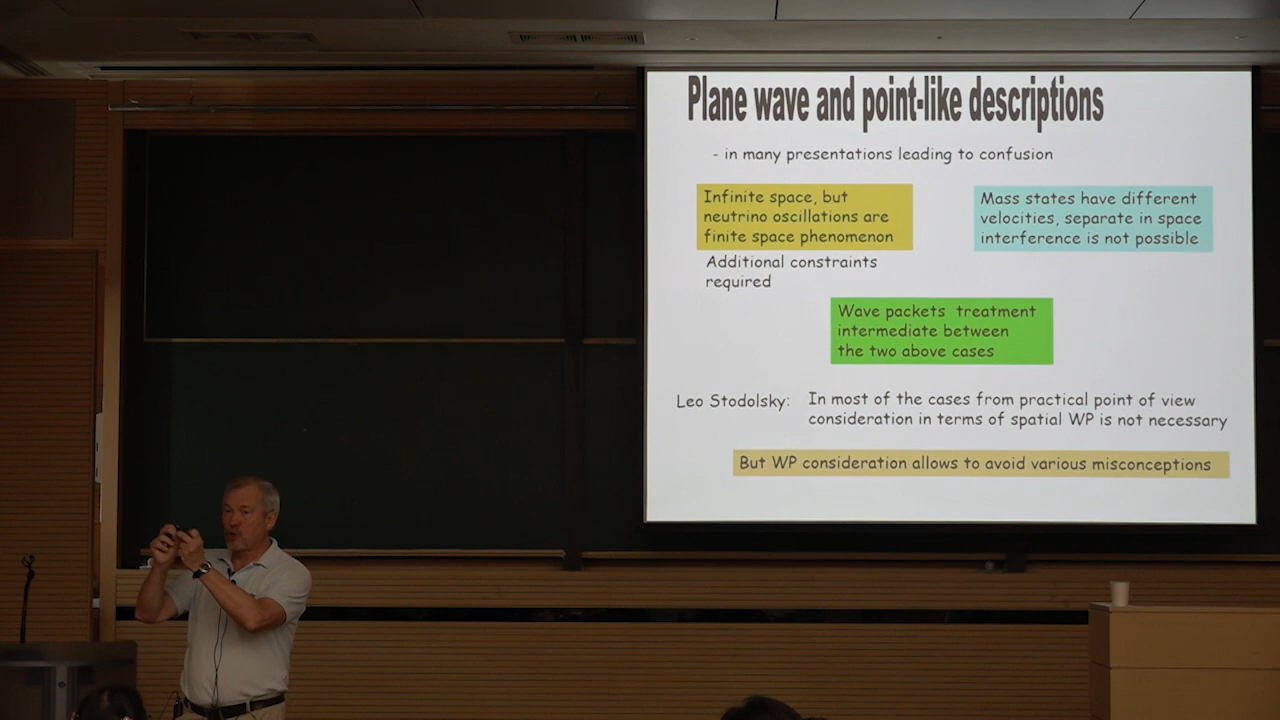 Plane wave and point-like descriptions
- in many presentations leading to confusion
Infinite space, but
neutrino oscillations are
finite space phenomenon
Mass states have different
velocities, separate in space
interference is not possible
Additional constraints
required
Wave packets treatment
intermediate between
the two above cases
Leo Stodolsky:
In most of the cases from practical point of view
consideration in terms of spatial WP is not necessary
But WP consideration allows to avoid various misconceptions